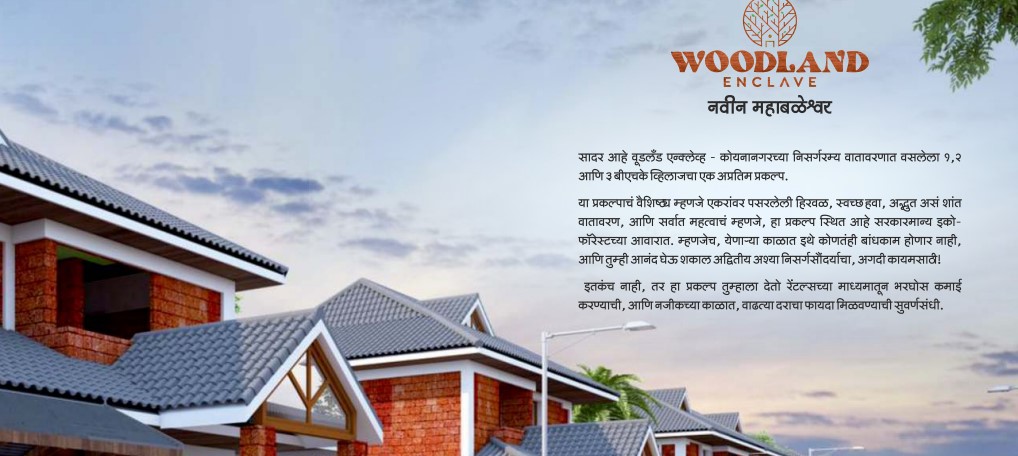 WOODLAND
ENCLAVE
नवीन महाबळेश्वर
सादर आहे वूडलँड एन्क्लेव्ह - कोयनानगरच्या निसर्गरम्य वातावरणात वसलेला १,२
आणि ३ बीएचके व्हिलाजचा एक अप्रतिम प्रकल्प.
या प्रकल्पाचं वैशिष्ठ्य म्हणजे एकरांवर पसरलेली हिरवळ, स्वच्छ हवा, अद्भुत असं शांत
वातावरण, आणि सर्वात महत्वाचं म्हणजे, हा प्रकल्प स्थित आहे सरकारमान्य इको-
फॉरेस्टच्या आवारात. म्हणजेच, येणाऱ्या काळात इथे कोणतंही बांधकाम होणार नाही,
आणि तुम्ही आनंद घेऊ शकाल अद्वितीय अश्या निसर्गसौंदर्याचा, अगदी कायमसाठी!
इतकंच नाही, तर हा प्रकल्प तुम्हाला देतो रेंटल्सच्या माध्यमातून भरघोस कमाई
करण्याची, आणि नजीकच्या काळात, वाढत्या दराचा फायदा मिळवण्याची सुवर्णसंधी.